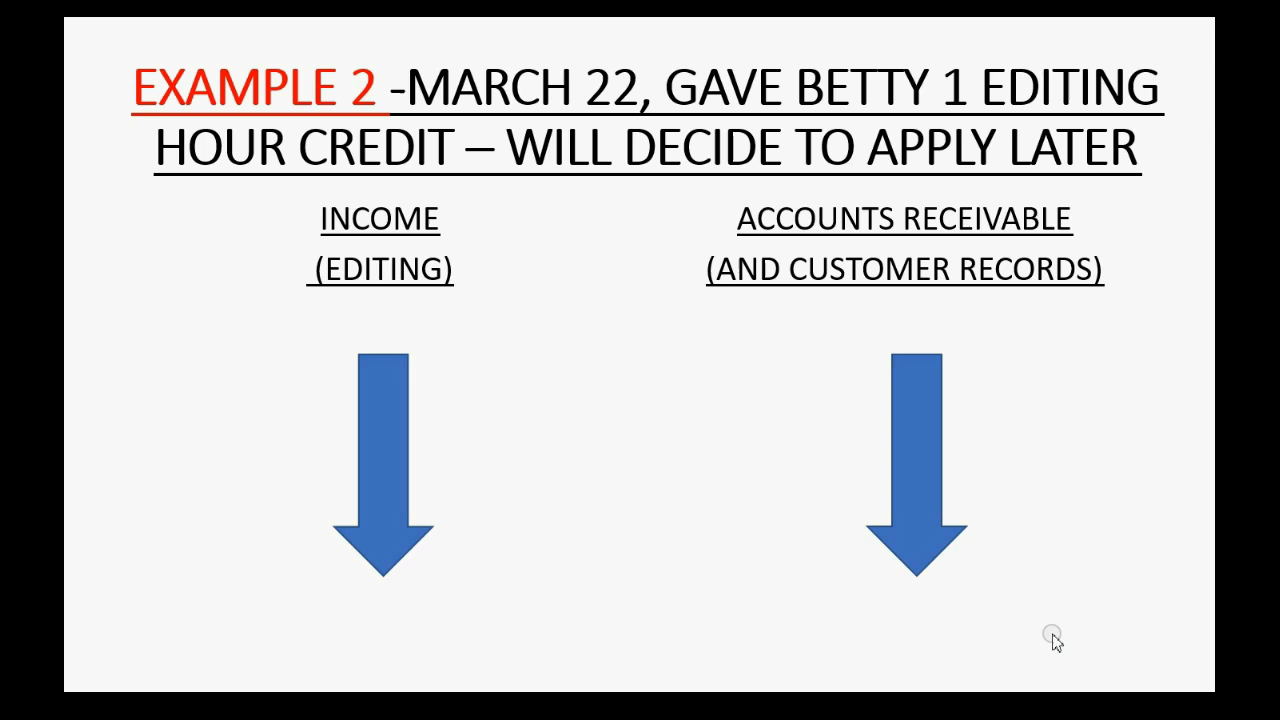 EXAMPLE 2 -MARCH 22, GAVE BETTY 1 EDITING
HOUR CREDIT – WILL DECIDE TO APPLY LATER
INCOME
(EDITING)
ACCOUNTS RECEIVABLE
(AND CUSTOMER RECORDS)